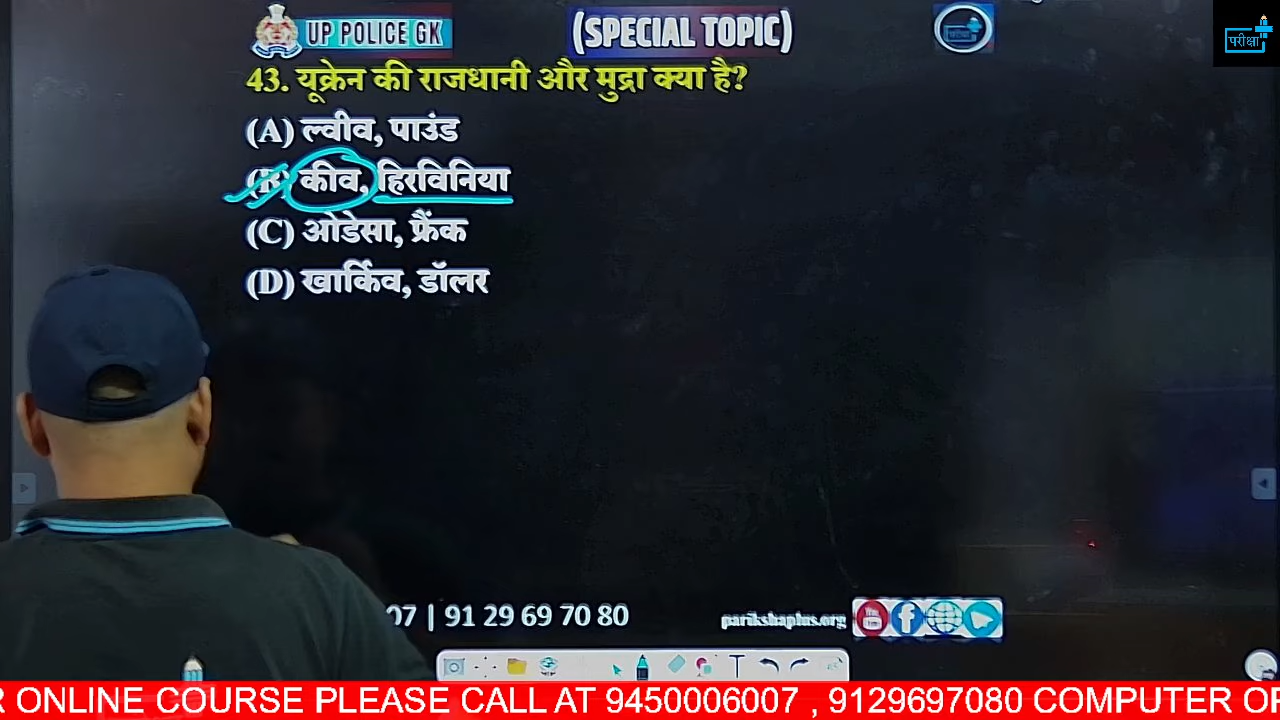 UP POLICE GK
(SPECIAL TOPIC)
परीक्षा
43. यूक्रेन की राजधानी और मुद्रा क्या है?
(A) ल्वीव, पाउंड
(B) कीव, हिरविनिया
(C) ओडेसा, फ्रैंक
(D) खार्किव, डॉलर
07 | 91 29 69 70 80
parikshaplus.org
R ONLINE COURSE PLEASE CALL AT 9450006007 , 9129697080 COMPUTER OP